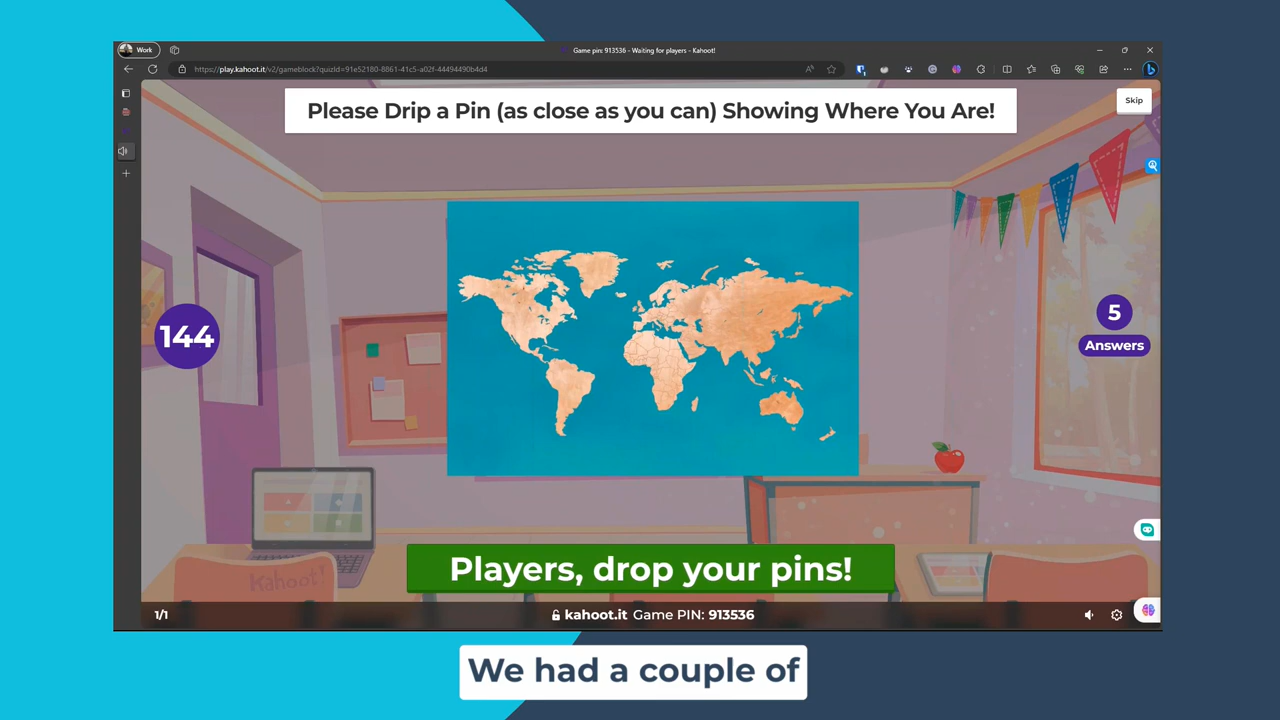 Work
Game pin: 913536 - Waiting for players - Kahoot!
https://play.kahoot.it/v2/gameblock?quizId=91e52180-8861-41c5-a02f-44494490b4d4
Please Drip a Pin (as close as you can) Showing Where You Are!
Skip
144
5
Answers
Kahoot!
Players, drop your pins!
1/1
kahoot.it Game PIN: 913536
We had a couple of